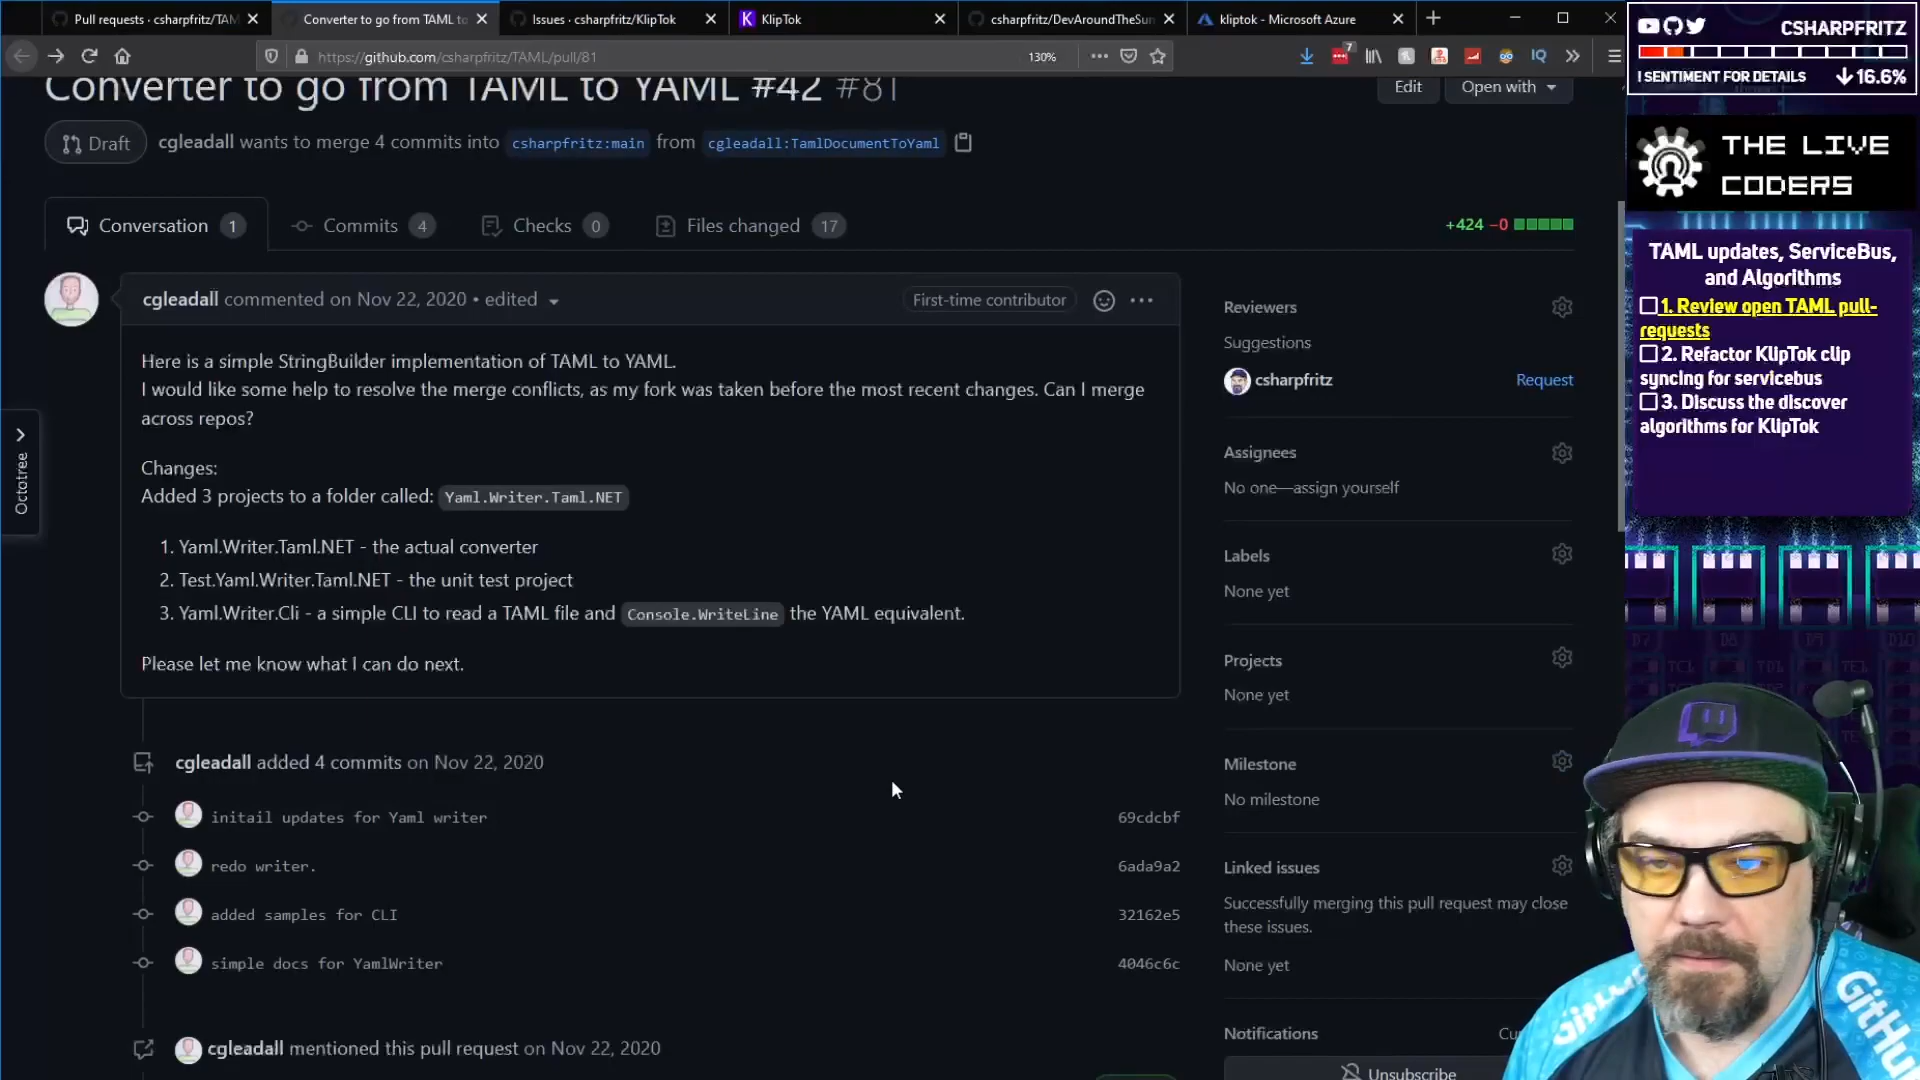 Pull requests · csharpfritz/TAM
Converter to go from TAML to
Issues · csharpfritz/KlipTok
KlipTok
csharpfritz/DevAroundTheSun
kliptok - Microsoft Azure
https://github.com/csharpfritz/TAML/pull/81
130%
7
IQ
Converter to go from TAML to YAML #42 #81
Edit
Open with
Draft
cgleadall wants to merge 4 commits into csharpfritz:main from cgleadall:TamlDocumentToYaml
Conversation 1
Commits 4
Checks 0
Files changed 17
+424 −0
cgleadall commented on Nov 22, 2020 • edited
First-time contributor
Here is a simple StringBuilder implementation of TAML to YAML.
I would like some help to resolve the merge conflicts, as my fork was taken before the most recent changes. Can I merge
across repos?
Changes:
Added 3 projects to a folder called: Yaml.Writer.Taml.NET
1. Yaml.Writer.Taml.NET - the actual converter
2. Test.Yaml.Writer.Taml.NET - the unit test project
3. Yaml.Writer.Cli - a simple CLI to read a TAML file and Console.WriteLine the YAML equivalent.
Please let me know what I can do next.
cgleadall added 4 commits on Nov 22, 2020
initail updates for Yaml writer 69cdcbf
redo writer. 6ada9a2
added samples for CLI 32162e5
simple docs for YamlWriter 4046c6c
cgleadall mentioned this pull request on Nov 22, 2020
Octotree
Reviewers
Suggestions
csharpfritz
Request
Assignees
No one—assign yourself
Labels
None yet
Projects
None yet
Milestone
No milestone
Linked issues
Successfully merging this pull request may close
these issues.
None yet
Notifications
Cu
Unsubscribe
CSHARPFRITZ
! SENTIMENT FOR DETAILS
16.6%
THE LIVE
CODERS
TAML updates, ServiceBus,
and Algorithms
1. Review open TAML pull-
requests
2. Refactor KlipTok clip
syncing for servicebus
3. Discuss the discover
algorithms for KlipTok
D7
D8
D9
D10
GitHu